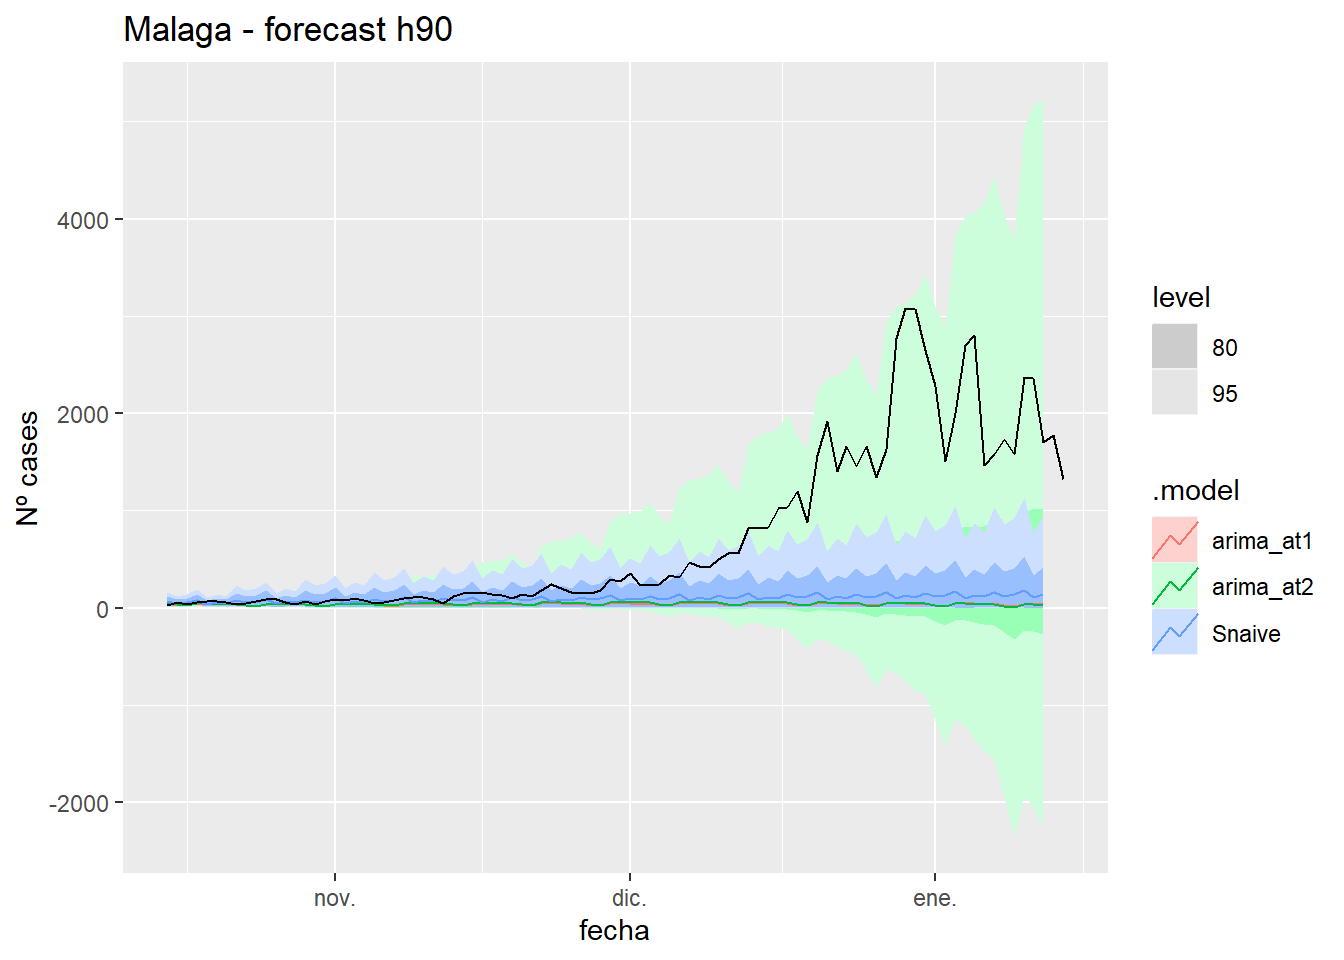 Malaga - forecast h90
Nº cases
4000
2000
0
-2000
nov.
dic.
ene.
fecha
level
80
95
.model
arima_at1
arima_at2
Snaive